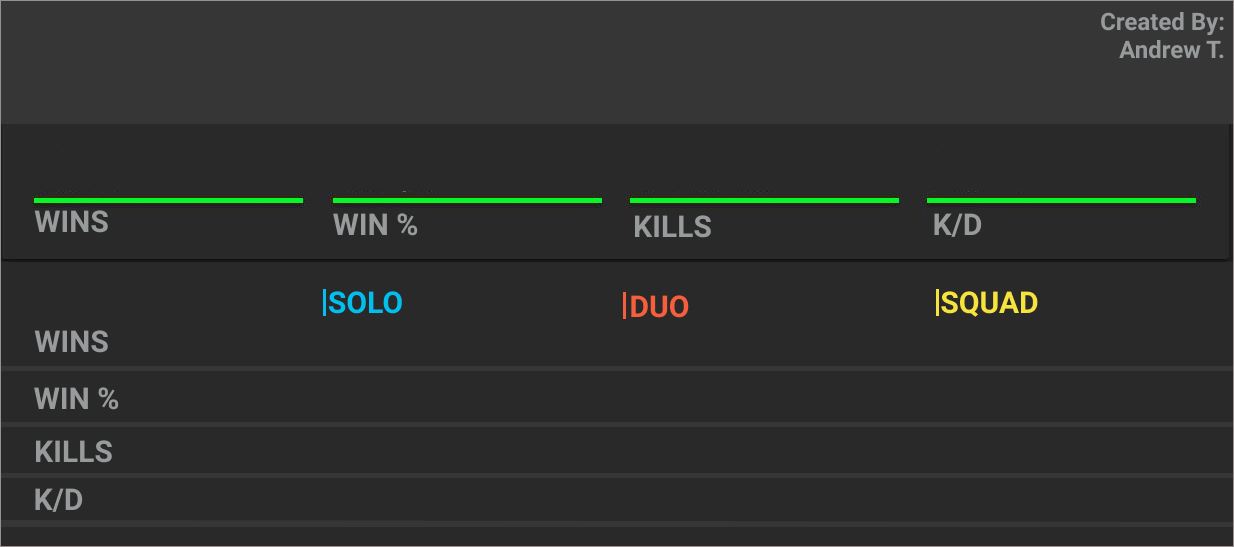 Created By:
Andrew T.
WINS
WIN %
KILLS
K/D
|SOLO
|DUO
|SQUAD
WINS
WIN %
KILLS
K/D